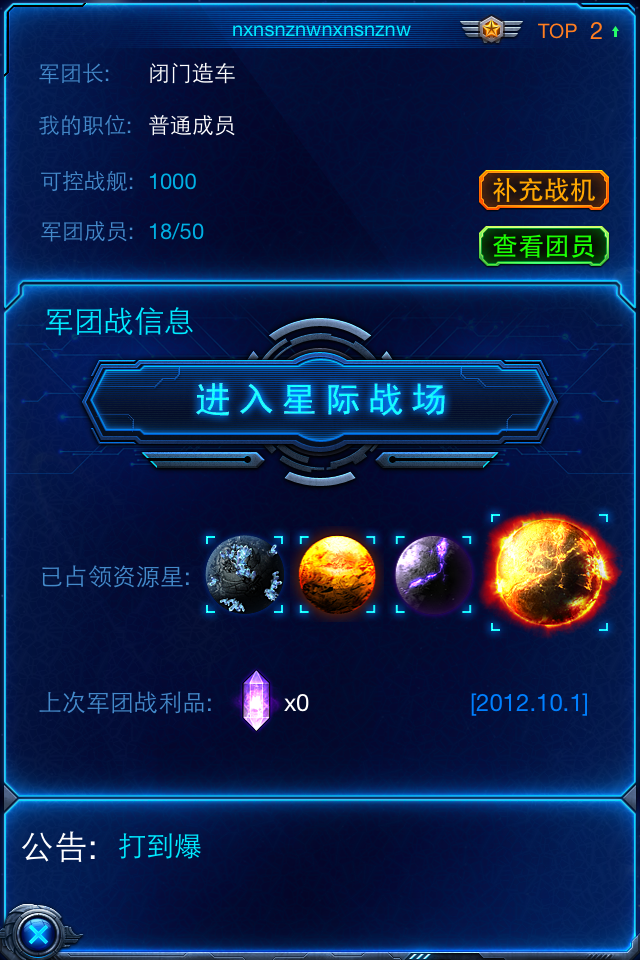 nxnsnznwnxnsnznw TOP 2
军团长: 闭门造车
我的职位: 普通成员
可控战舰: 1000 补充战机
军团成员: 18/50 查看团员
军团战信息
进入星际战场
已占领资源星:
上次军团战利品: x0 [2012.10.1]
公告: 打到爆